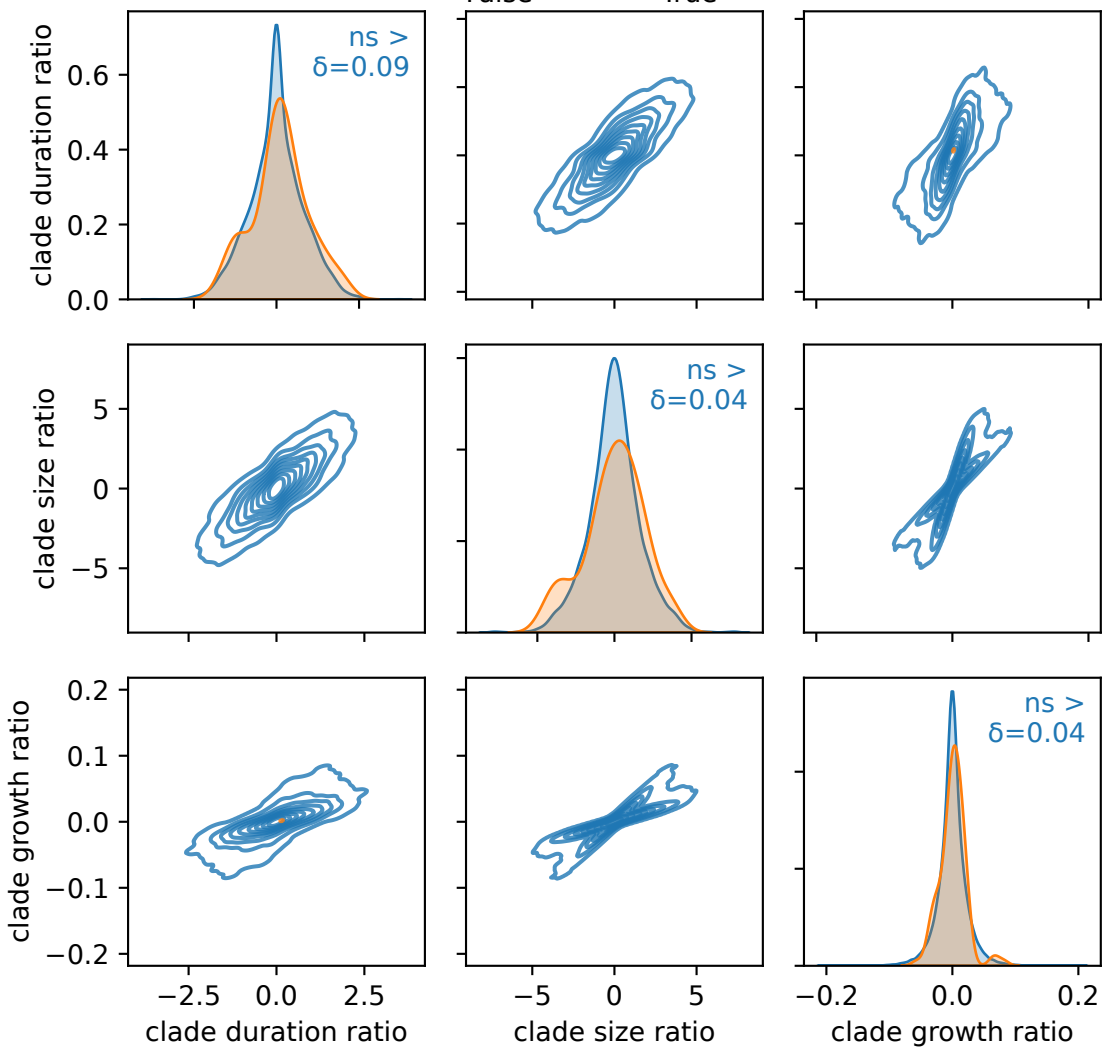 clade duration ratio
0.6
0.4
0.2
0.0
ns >
δ=0.09
clade size ratio
5
0
−5
ns >
δ=0.04
clade growth ratio
0.2
0.1
0.0
−0.1
−0.2
ns >
δ=0.04
−2.5 0.0 2.5
−5 0 5
−0.2 0.0 0.2
clade duration ratio
clade size ratio
clade growth ratio